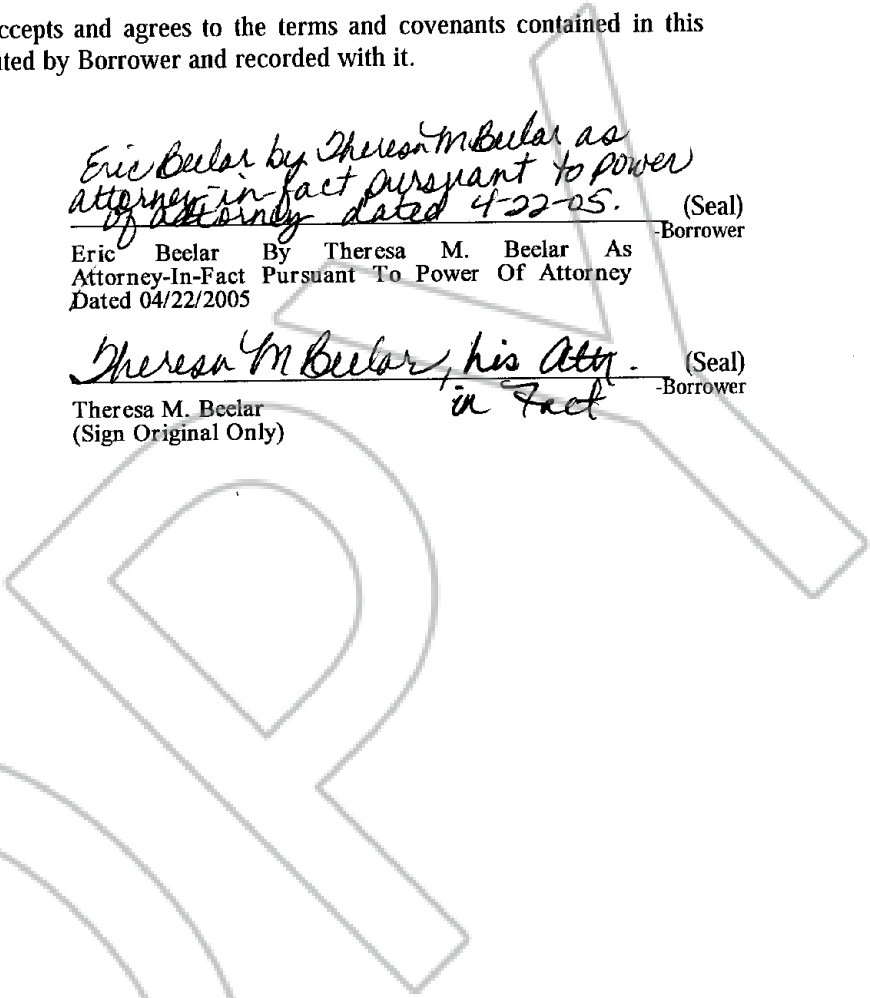 ccepts and agrees to the terms and covenants contained in this
ted by Borrower and recorded with it.
Eric Beelar by Theresa M Beelar as
attorney-in-fact pursuant to power
of attorney dated 4-22-05. (Seal)
-Borrower
Eric Beelar By Theresa M. Beelar As
Attorney-In-Fact Pursuant To Power Of Attorney
Dated 04/22/2005
Theresa M Beelar, his Attn. (Seal)
in Fact -Borrower
Theresa M. Beelar
(Sign Original Only)